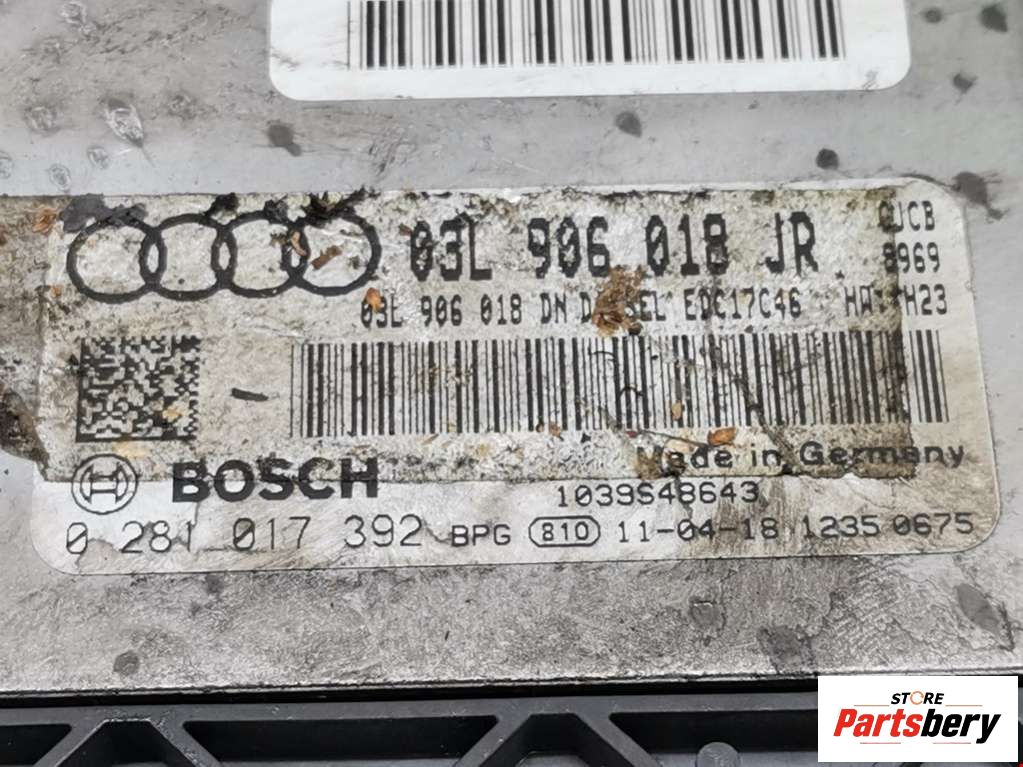 03L 906 018 JR
8969
03L 906 018 DN EDC17C46
BOSCH
Made in Germany
1039S48643
0 281 017 392 BPG 810 11-04-18 1235 0675
STORE
Partsbery